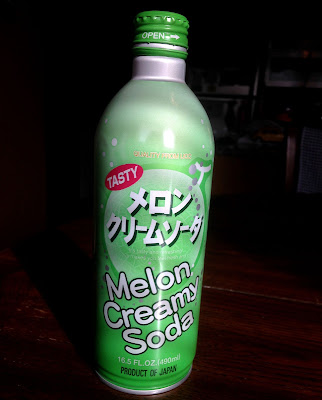 OPEN
TASTY
メロン
クリームソーダ
Melon
Creamy
Soda
16.5 FL.OZ.(490ml)
PRODUCT OF JAPAN